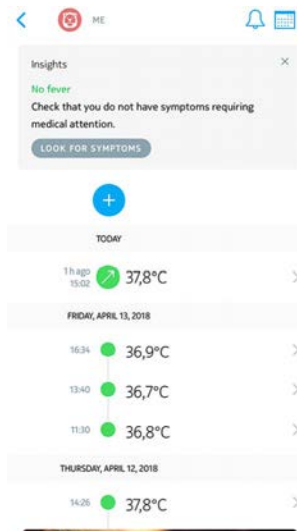 ME
Insights
No fever
Check that you do not have symptoms requiring
medical attention.
LOOK FOR SYMPTOMS
TODAY
1 h ago
15:02
37,8°C
FRIDAY, APRIL 13, 2018
16:34 36,9°C
13:40 36,7°C
11:30 36,8°C
THURSDAY, APRIL 12, 2018
14:26 37,8°C